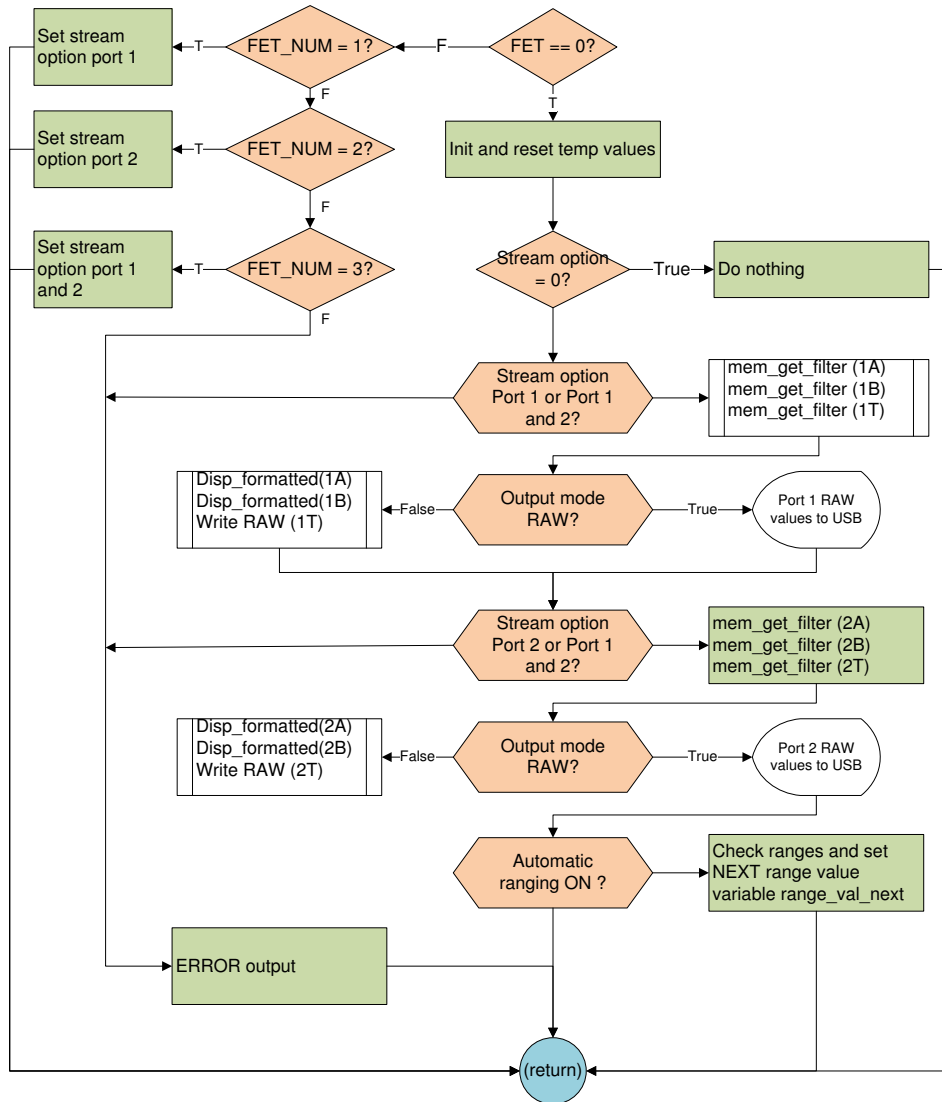 Set stream
option port 1
T
FET_NUM = 1?
F
FET == 0?
F
T
Set stream
option port 2
T
FET_NUM = 2?
Init and reset temp values
F
Set stream
option port 1
and 2
T
FET_NUM = 3?
Stream option
= 0?
True
Do nothing
F
Stream option
Port 1 or Port 1
and 2?
mem_get_filter (1A)
mem_get_filter (1B)
mem_get_filter (1T)
Disp_formatted(1A)
Disp_formatted(1B)
Write RAW (1T)
False
Output mode
RAW?
True
Port 1 RAW
values to USB
Stream option
Port 2 or Port 1
and 2?
mem_get_filter (2A)
mem_get_filter (2B)
mem_get_filter (2T)
Disp_formatted(2A)
Disp_formatted(2B)
Write RAW (2T)
False
Output mode
RAW?
True
Port 2 RAW
values to USB
Automatic
ranging ON ?
Check ranges and set
NEXT range value
variable range_val_next
ERROR output
(return)